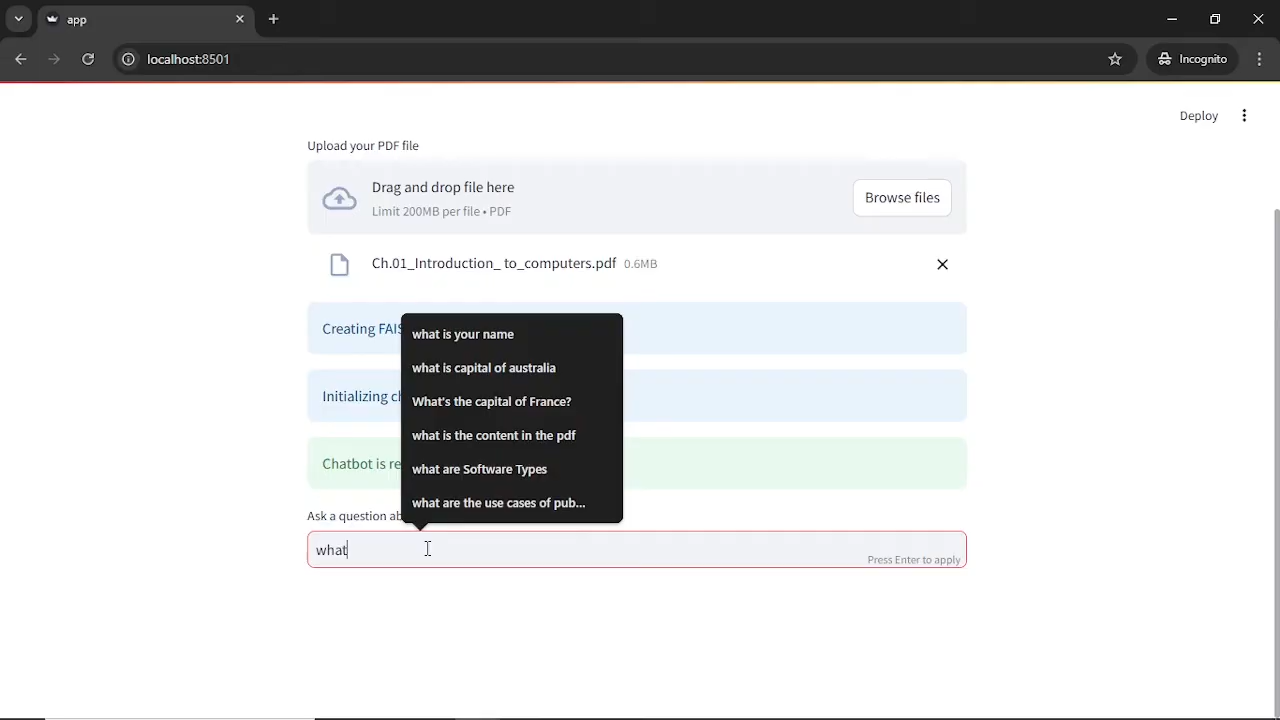 app
localhost:8501
Incognito
Deploy
Upload your PDF file
Drag and drop file here
Limit 200MB per file • PDF
Browse files
Ch.01_Introduction_ to_computers.pdf 0.6MB
Creating FAIS
what is your name
what is capital of australia
Initializing ch
What's the capital of France?
what is the content in the pdf
Chatbot is re
what are Software Types
what are the use cases of pub...
Ask a question ab
what
Press Enter to apply